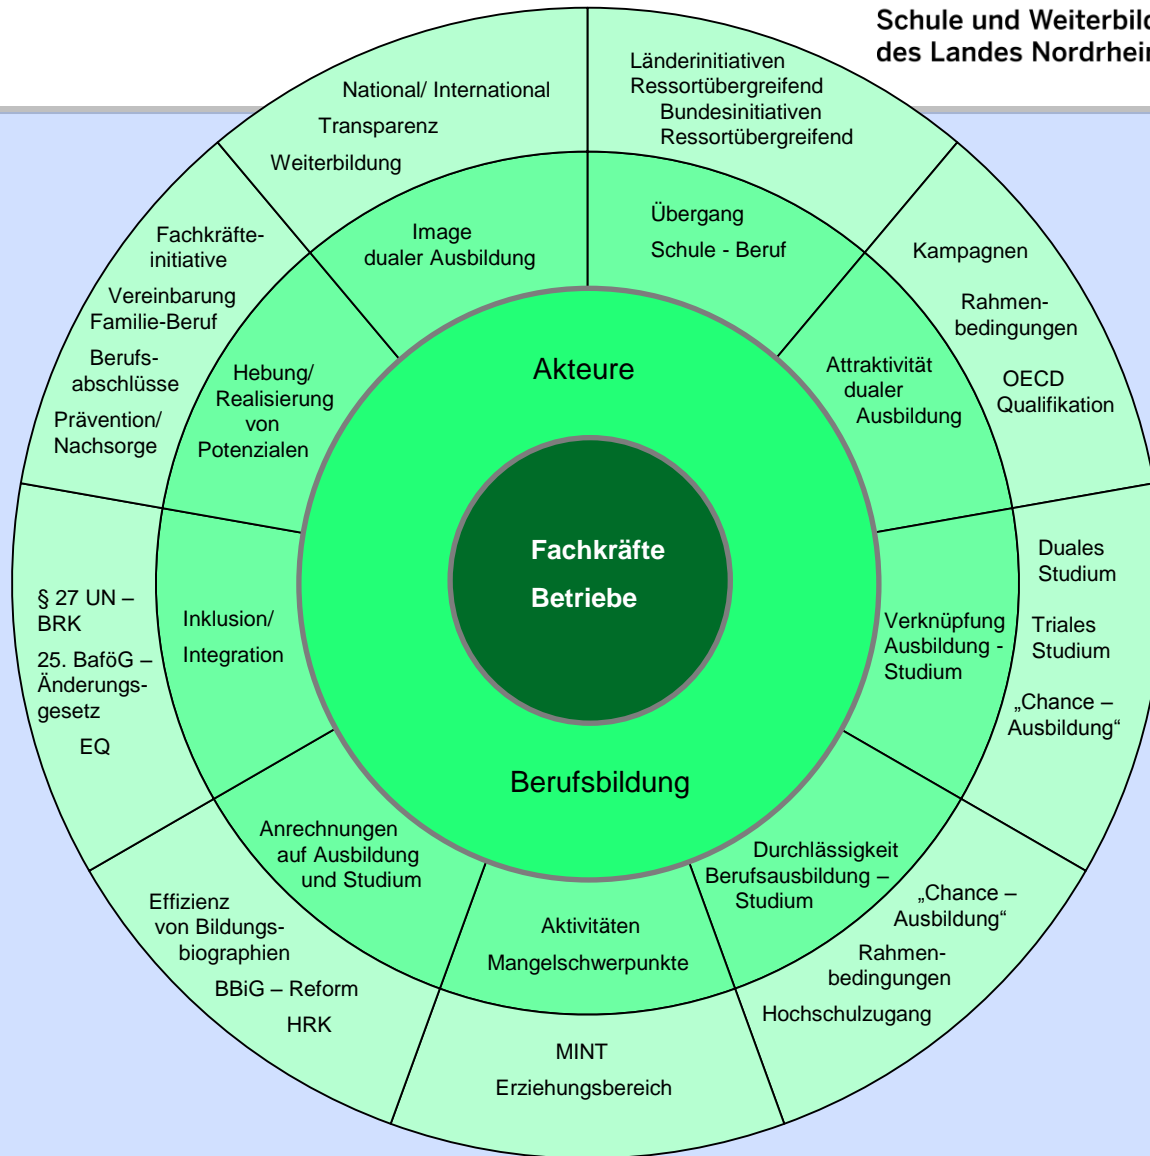 Schule und Weiterbild
des Landes Nordrhein
Länderinitiativen
Ressortübergreifend
Bundesinitiativen
Ressortübergreifend
National/ International
Transparenz
Weiterbildung
Übergang
Schule - Beruf
Image
dualer Ausbildung
Kampagnen
Rahmen-
bedingungen
OECD
Qualifikation
Attraktivität
dualer
Ausbildung
Fachkräfte-
initiative
Vereinbarung
Familie-Beruf
Berufs-
abschlüsse
Prävention/
Nachsorge
Hebung/
Realisierung
von
Potenzialen
Akteure
Fachkräfte
Betriebe
Berufsbildung
Duales
Studium
Triales
Studium
„Chance –
Ausbildung“
Verknüpfung
Ausbildung -
Studium
§ 27 UN –
BRK
25. BaföG –
Änderungs-
gesetz
EQ
Inklusion/
Integration
Anrechnungen
auf Ausbildung
und Studium
Durchlässigkeit
Berufsausbildung –
Studium
„Chance –
Ausbildung“
Rahmen-
bedingungen
Hochschulzugang
Effizienz
von Bildungs-
biographien
BBiG – Reform
HRK
Aktivitäten
Mangelschwerpunkte
MINT
Erziehungsbereich